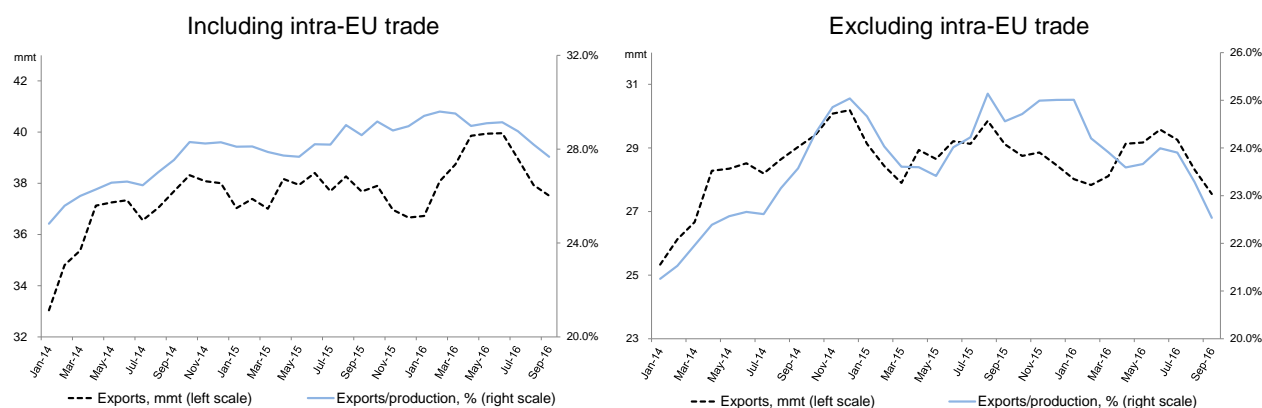 Including intra-EU trade
mmt
42
40
38
36
34
32
32.0%
28.0%
24.0%
20.0%
Jan-14
Mar-14
May-14
Jul-14
Sep-14
Nov-14
Jan-15
Mar-15
May-15
Jul-15
Sep-15
Nov-15
Jan-16
Mar-16
May-16
Jul-16
Sep-16
Exports, mmt (left scale)
Exports/production, % (right scale)
Excluding intra-EU trade
mmt
31
29
27
25
23
26.0%
25.0%
24.0%
23.0%
22.0%
21.0%
20.0%
Jan-14
Mar-14
May-14
Jul-14
Sep-14
Nov-14
Jan-15
Mar-15
May-15
Jul-15
Sep-15
Nov-15
Jan-16
Mar-16
May-16
Jul-16
Sep-16
Exports, mmt (left scale)
Exports/production, % (right scale)